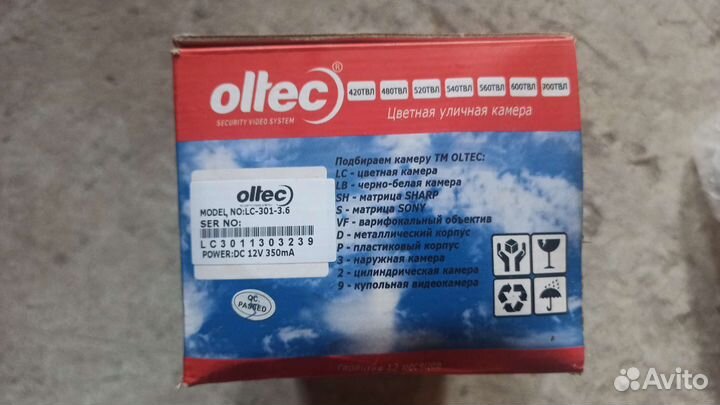 oltec®
SECURITY VIDEO SYSTEM
420ТВЛ 480ТВЛ 520ТВЛ 540ТВЛ 560ТВЛ 600ТВЛ 700ТВЛ
Цветная уличная камера
Подбираем камеру ТМ OLTEC:
LC - цветная камера
LB - черно-белая камера
SH - матрица SHARP
S - матрица SONY
VF - варифокальный объектив
D - металлический корпус
P - пластиковый корпус
3 - наружная камера
2 - цилиндрическая камера
9 - купольная видеокамера
oltec
MODEL NO:LC-301-3.6
SER NO:
LC3011303239
POWER:DC 12V 350mA
QC.
PASSED
гарантия 12 месяцев
Avito